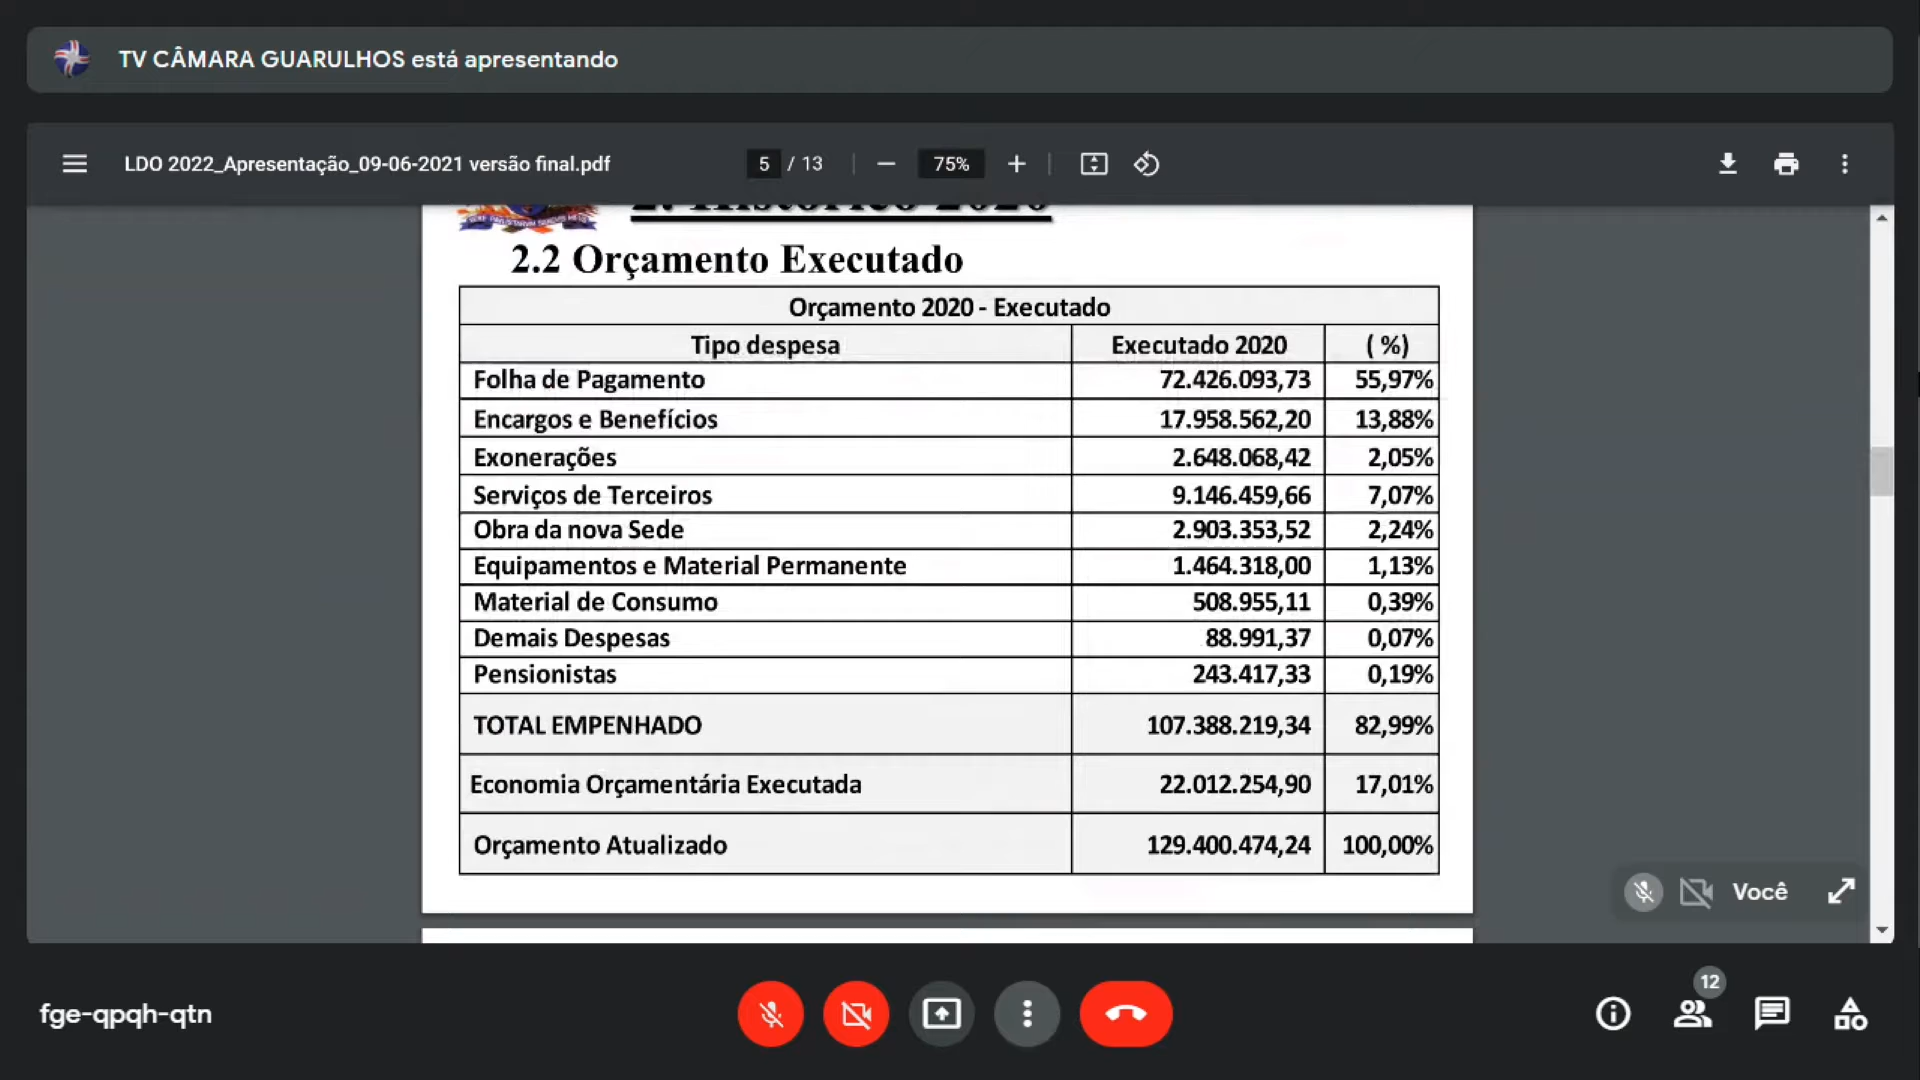 TV CÂMARA GUARULHOS está apresentando
LDO 2022_Apresentação_09-06-2021 versão final.pdf
5 / 13
75%
2. Histórico 2020
2.2 Orçamento Executado
Orçamento 2020 - Executado
Tipo despesa Executado 2020 ( %)
Folha de Pagamento 72.426.093,73 55,97%
Encargos e Benefícios 17.958.562,20 13,88%
Exonerações 2.648.068,42 2,05%
Serviços de Terceiros 9.146.459,66 7,07%
Obra da nova Sede 2.903.353,52 2,24%
Equipamentos e Material Permanente 1.464.318,00 1,13%
Material de Consumo 508.955,11 0,39%
Demais Despesas 88.991,37 0,07%
Pensionistas 243.417,33 0,19%
TOTAL EMPENHADO 107.388.219,34 82,99%
Economia Orçamentária Executada 22.012.254,90 17,01%
Orçamento Atualizado 129.400.474,24 100,00%
Você
12
fge-qpqh-qtn